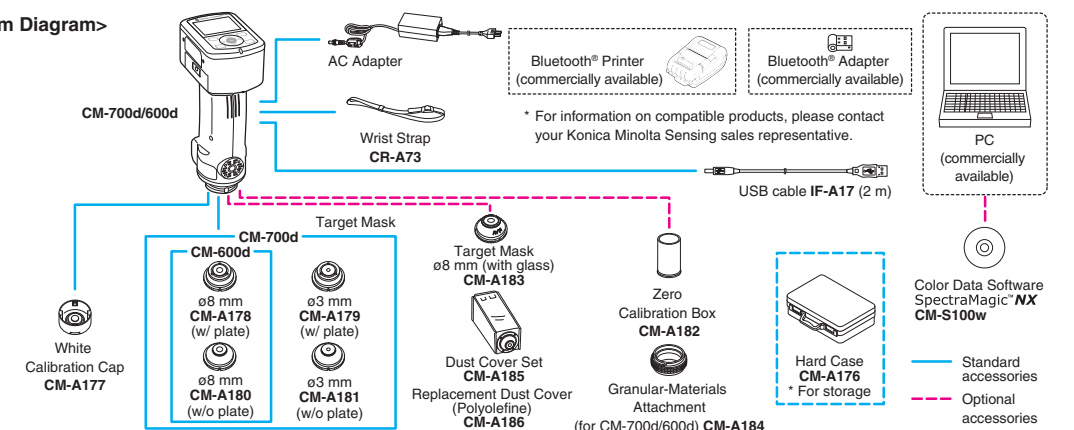 m Diagram>
CM-700d/600d
AC Adapter
Wrist Strap
CR-A73
Bluetooth® Printer
(commercially available)
Bluetooth® Adapter
(commercially available)
* For information on compatible products, please contact
your Konica Minolta Sensing sales representative.
PC
(commercially
available)
USB cable IF-A17 (2 m)
Target Mask
CM-700d
CM-600d
ø8 mm
CM-A178
(w/ plate)
ø3 mm
CM-A179
(w/ plate)
ø8 mm
CM-A180
(w/o plate)
ø3 mm
CM-A181
(w/o plate)
White
Calibration Cap
CM-A177
Target Mask
ø8 mm (with glass)
CM-A183
Dust Cover Set
CM-A185
Replacement Dust Cover
(Polyolefine)
CM-A186
Zero
Calibration Box
CM-A182
Granular-Materials
Attachment
(for CM-700d/600d) CM-A184
Hard Case
CM-A176
* For storage
Color Data Software
SpectraMagic™ NX
CM-S100w
Standard
accessories
Optional
accessories